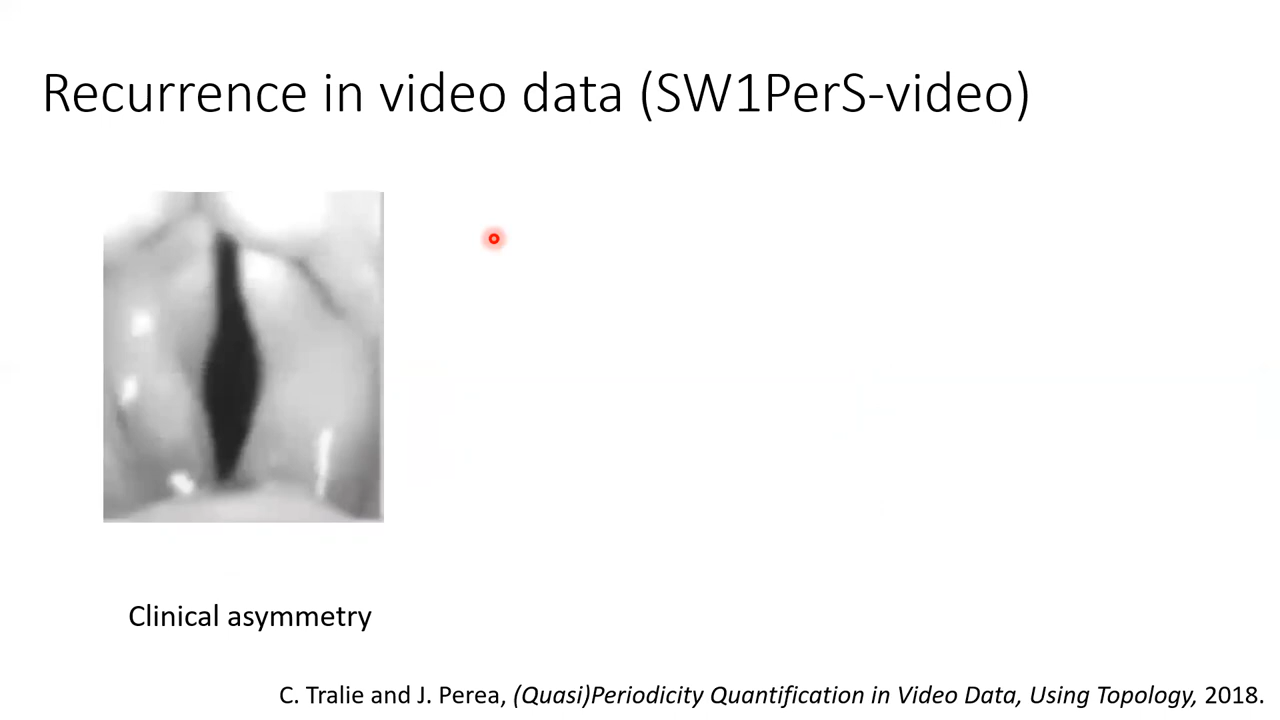 Recurrence in video data (SW1PerS-video)
Clinical asymmetry
C. Tralie and J. Perea, (Quasi)Periodicity Quantification in Video Data, Using Topology, 2018.